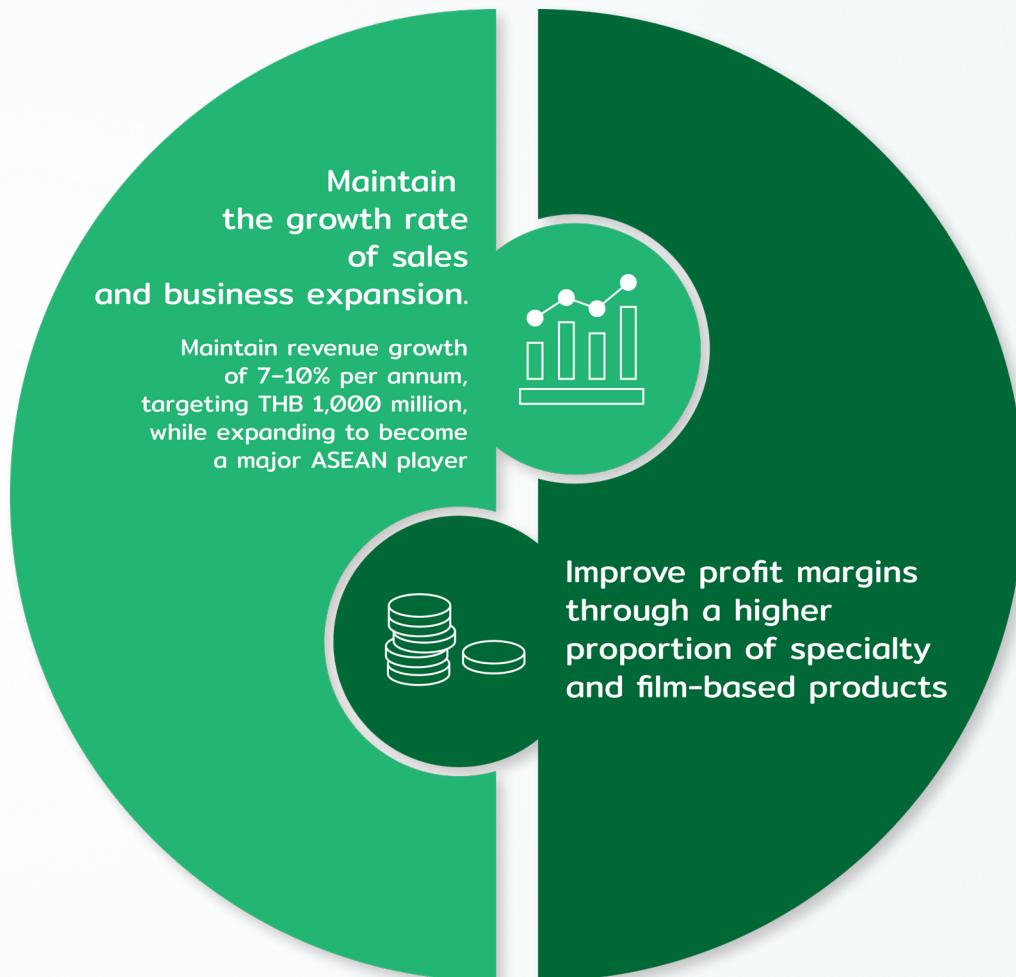 Maintain
the growth rate
of sales
and business expansion.
Maintain revenue growth
of 7–10% per annum,
targeting THB 1,000 million,
while expanding to become
a major ASEAN player
Improve profit margins
through a higher
proportion of specialty
and film-based products